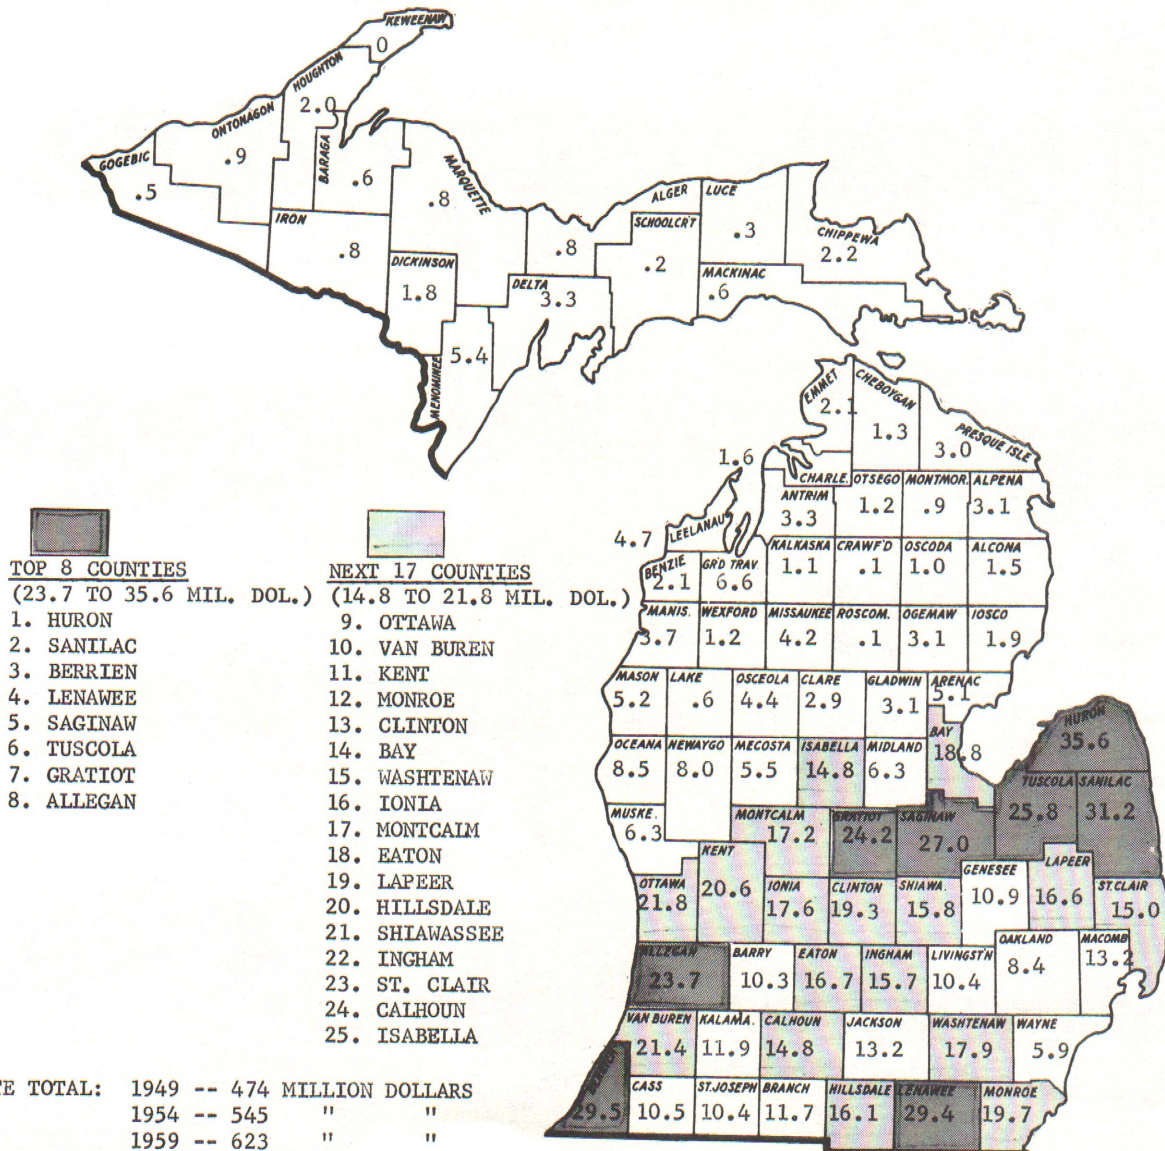 KEWEENAW
0
HOUGHTON
2.0
ONTONAGON
.9
GOGEBIC
.5
BARAGA
.6
MARQUETTE
.8
IRON
.8
DICKINSON
1.8
MENOMINEE
5.4
DELTA
3.3
ALGER
.8
SCHOOLCR'T
.2
LUCE
.3
CHIPPEWA
2.2
MACKINAC
.6
EMMET
2.1
CHEBOYGAN
1.3
PRESQUE ISLE
3.0
1.6
CHARLE.
ANTRIM
3.3
OTSEGO
1.2
MONTMOR.
.9
ALPENA
3.1
4.7
LEELANAU
BENZIE
2.1
GR'D TRAV.
6.6
KALKASKA
1.1
CRAWF'D
.1
OSCODA
1.0
ALCONA
1.5
MANIS.
3.7
WEXFORD
1.2
MISSAUKEE
4.2
ROSCOM.
.1
OGEMAW
3.1
IOSCO
1.9
MASON
5.2
LAKE
.6
OSCEOLA
4.4
CLARE
2.9
GLADWIN
3.1
ARENAC
5.1
OCEANA
8.5
NEWAYGO
8.0
MECOSTA
5.5
ISABELLA
14.8
MIDLAND
6.3
BAY
18.8
HURON
35.6
MUSKE.
6.3
MONTCALM
17.2
GRATIOT
24.2
SAGINAW
27.0
TUSCOLA
25.8
SANILAC
31.2
OTTAWA
21.8
KENT
20.6
IONIA
17.6
CLINTON
19.3
SHIAWA.
15.8
GENESEE
10.9
LAPEER
16.6
ST.CLAIR
15.0
ALLEGAN
23.7
BARRY
10.3
EATON
16.7
INGHAM
15.7
LIVINGST'N
10.4
OAKLAND
8.4
MACOMB
13.2
VAN BUREN
21.4
KALAMA.
11.9
CALHOUN
14.8
JACKSON
13.2
WASHTENAW
17.9
WAYNE
5.9
BERRIEN
29.5
CASS
10.5
ST.JOSEPH
10.4
BRANCH
11.7
HILLSDALE
16.1
LENAWEE
29.4
MONROE
19.7
TOP 8 COUNTIES
(23.7 TO 35.6 MIL. DOL.)
1. HURON
2. SANILAC
3. BERRIEN
4. LENAWEE
5. SAGINAW
6. TUSCOLA
7. GRATIOT
8. ALLEGAN
NEXT 17 COUNTIES
(14.8 TO 21.8 MIL. DOL.)
9. OTTAWA
10. VAN BUREN
11. KENT
12. MONROE
13. CLINTON
14. BAY
15. WASHTENAW
16. IONIA
17. MONTCALM
18. EATON
19. LAPEER
20. HILLSDALE
21. SHIAWASSEE
22. INGHAM
23. ST. CLAIR
24. CALHOUN
25. ISABELLA
TE TOTAL: 1949 -- 474 MILLION DOLLARS
1954 -- 545 " "
1959 -- 623 " "